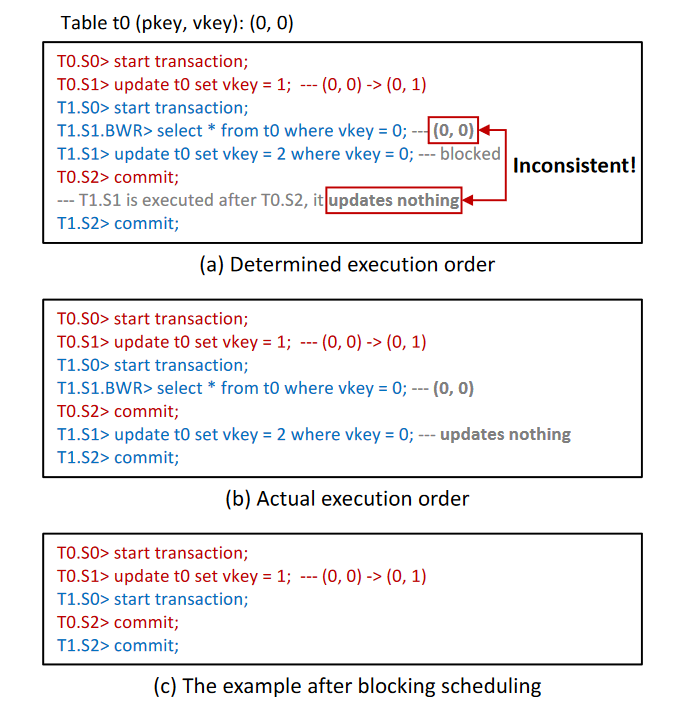 Table t0 (pkey, vkey): (0, 0)
T0.S0> start transaction;
T0.S1> update t0 set vkey = 1; --- (0, 0) -> (0, 1)
T1.S0> start transaction;
T1.S1.BWR> select * from t0 where vkey = 0; --- (0, 0)
T1.S1> update t0 set vkey = 2 where vkey = 0; --- blocked
Inconsistent!
T0.S2> commit;
--- T1.S1 is executed after T0.S2, it updates nothing
T1.S2> commit;
(a) Determined execution order
T0.S0> start transaction;
T0.S1> update t0 set vkey = 1; --- (0, 0) -> (0, 1)
T1.S0> start transaction;
T1.S1.BWR> select * from t0 where vkey = 0; --- (0, 0)
T0.S2> commit;
T1.S1> update t0 set vkey = 2 where vkey = 0; --- updates nothing
T1.S2> commit;
(b) Actual execution order
T0.S0> start transaction;
T0.S1> update t0 set vkey = 1; --- (0, 0) -> (0, 1)
T1.S0> start transaction;
T0.S2> commit;
T1.S2> commit;
(c) The example after blocking scheduling